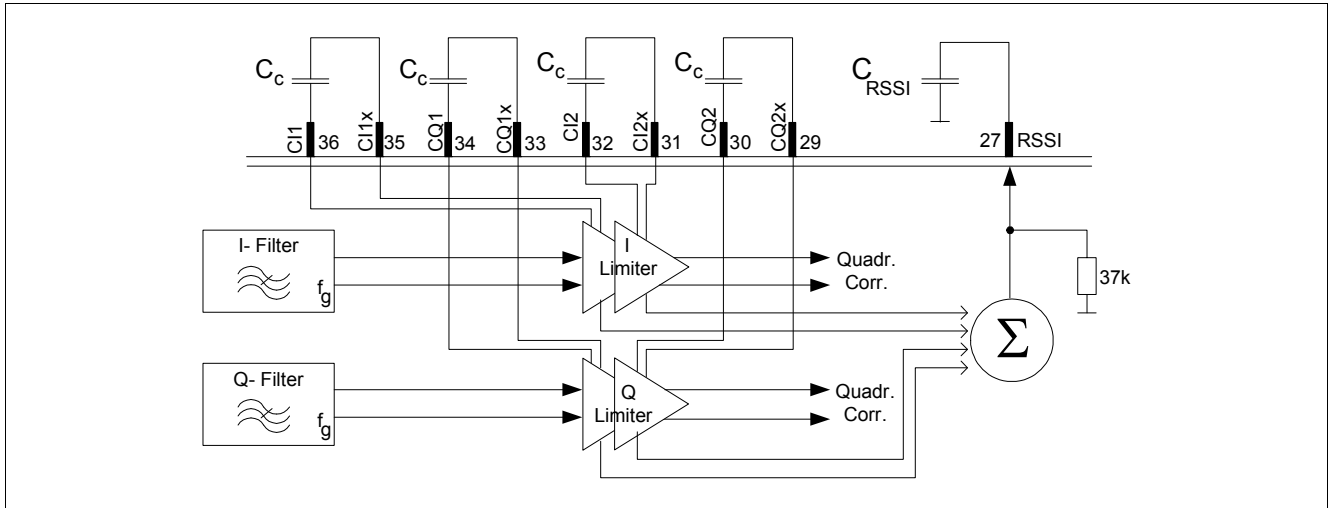 Cc
Cc
Cc
Cc
CRSSI
CI1
36
CI1x
35
CQ1
34
CQ1x
33
CI2
32
CI2x
31
CQ2
30
CQ2x
29
27
RSSI
I- Filter
fg
I
Limiter
Quadr.
Corr.
37k
Σ
Q- Filter
fg
Q
Limiter
Quadr.
Corr.